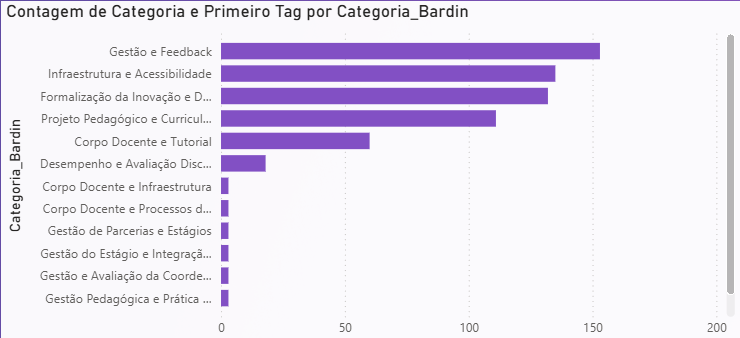 Contagem de Categoria e Primeiro Tag por Categoria_Bardin
Categoria_Bardin
Gestão e Feedback
Infraestrutura e Acessibilidade
Formalização da Inovação e D...
Projeto Pedagógico e Curricul...
Corpo Docente e Tutorial
Desempenho e Avaliação Disc...
Corpo Docente e Infraestrutura
Corpo Docente e Processos d...
Gestão de Parcerias e Estágios
Gestão do Estágio e Integraçã...
Gestão e Avaliação da Coorde...
Gestão Pedagógica e Prática ...
0 50 100 150 200